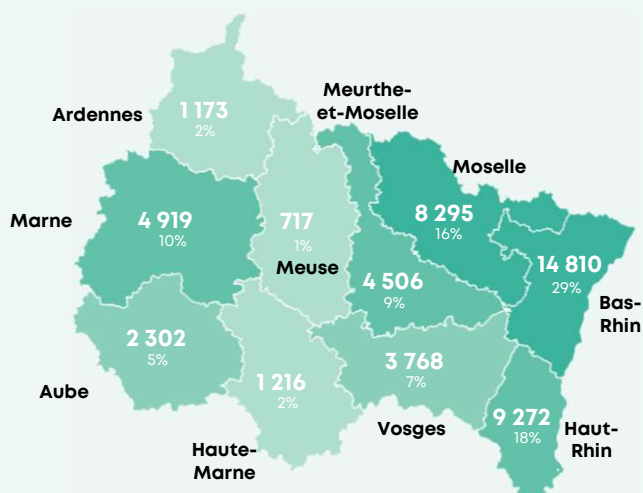 Ardennes
1 173
2%
Meurthe-
et-Moselle
Moselle
8 295
16%
Marne
4 919
10%
717
1%
Meuse
4 506
9%
14 810
29%
Bas-
Rhin
2 302
5%
Aube
1 216
2%
Haute-
Marne
3 768
7%
Vosges
9 272
18%
Haut-
Rhin